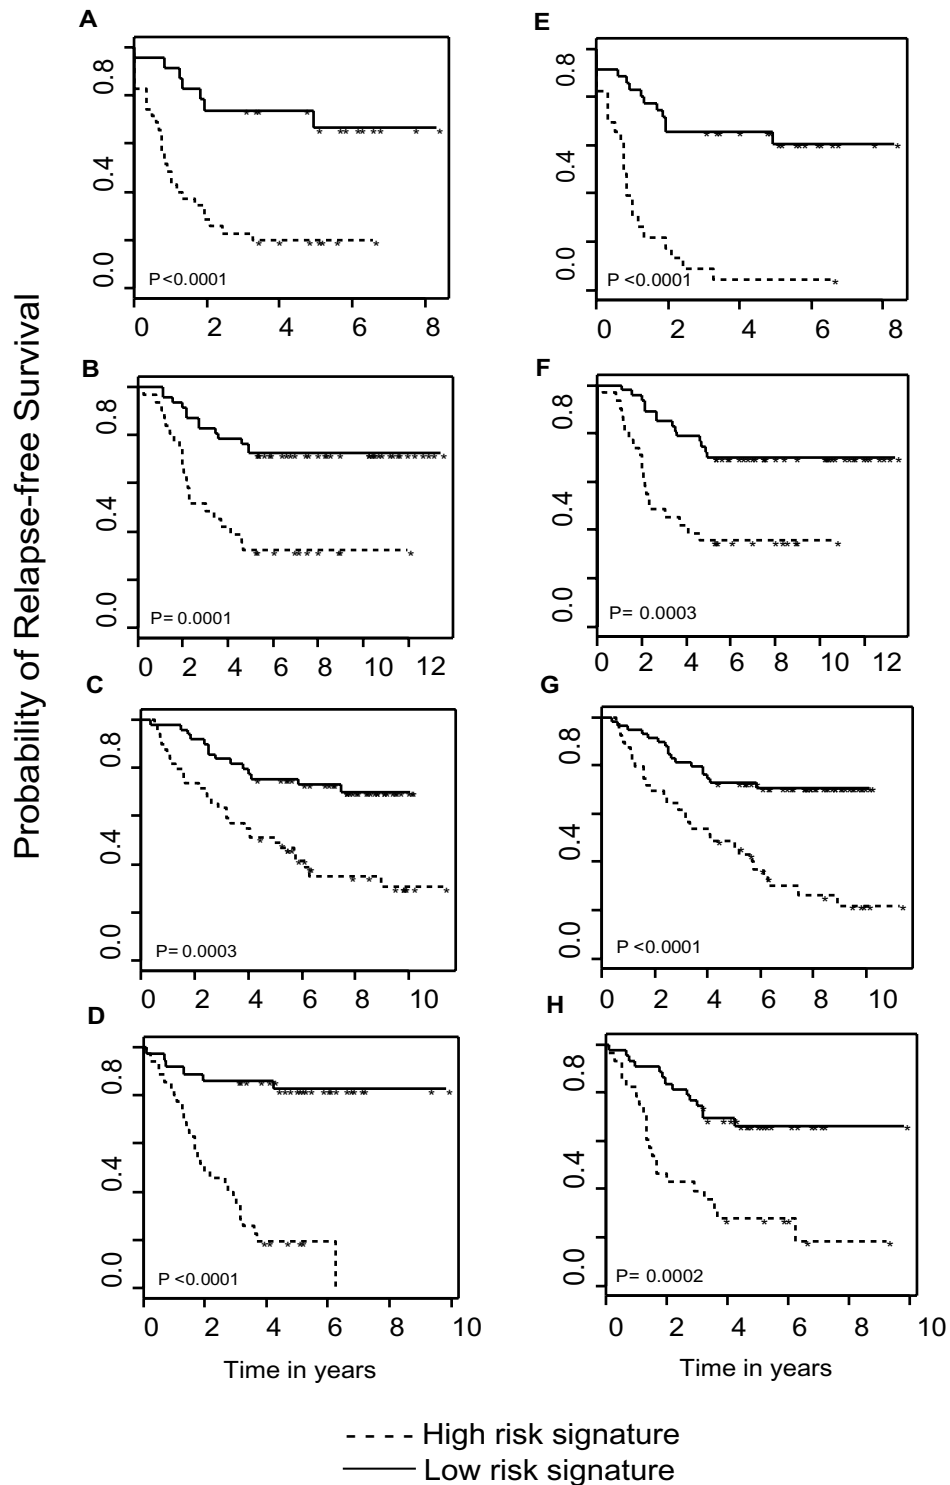 Probability of Relapse-free Survival
A
0.8
0.4
0.0
P<0.0001
0 2 4 6 8
E
0.8
0.4
0.0
P<0.0001
0 2 4 6 8
B
0.8
0.4
0.0
P=0.0001
0 2 4 6 8 10 12
F
0.8
0.4
0.0
P= 0.0003
0 2 4 6 8 10 12
C
0.8
0.4
0.0
P=0.0003
0 2 4 6 8 10
G
0.8
0.4
0.0
P <0.0001
0 2 4 6 8 10
D
0.8
0.4
0.0
P <0.0001
0 2 4 6 8 10
Time in years
H
0.8
0.4
0.0
P= 0.0002
0 2 4 6 8 10
Time in years
High risk signature
Low risk signature